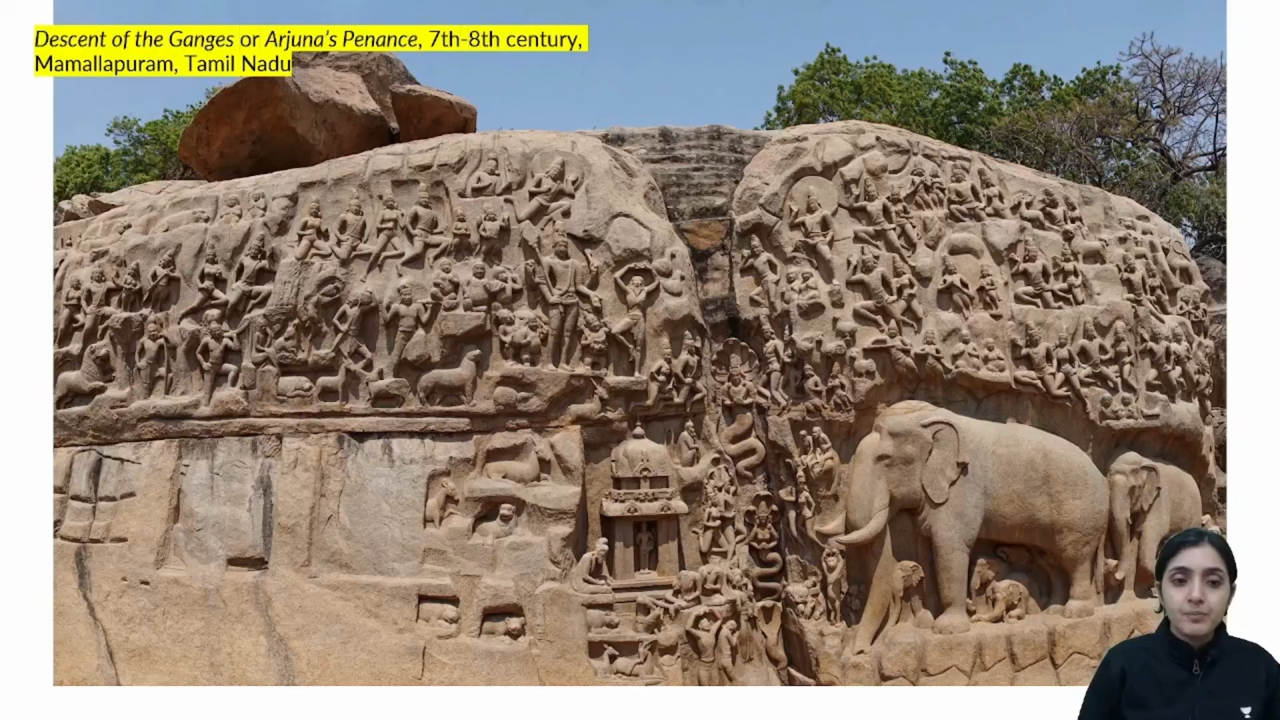 Descent of the Ganges or Arjuna’s Penance, 7th-8th century,
Mamallapuram, Tamil Nadu